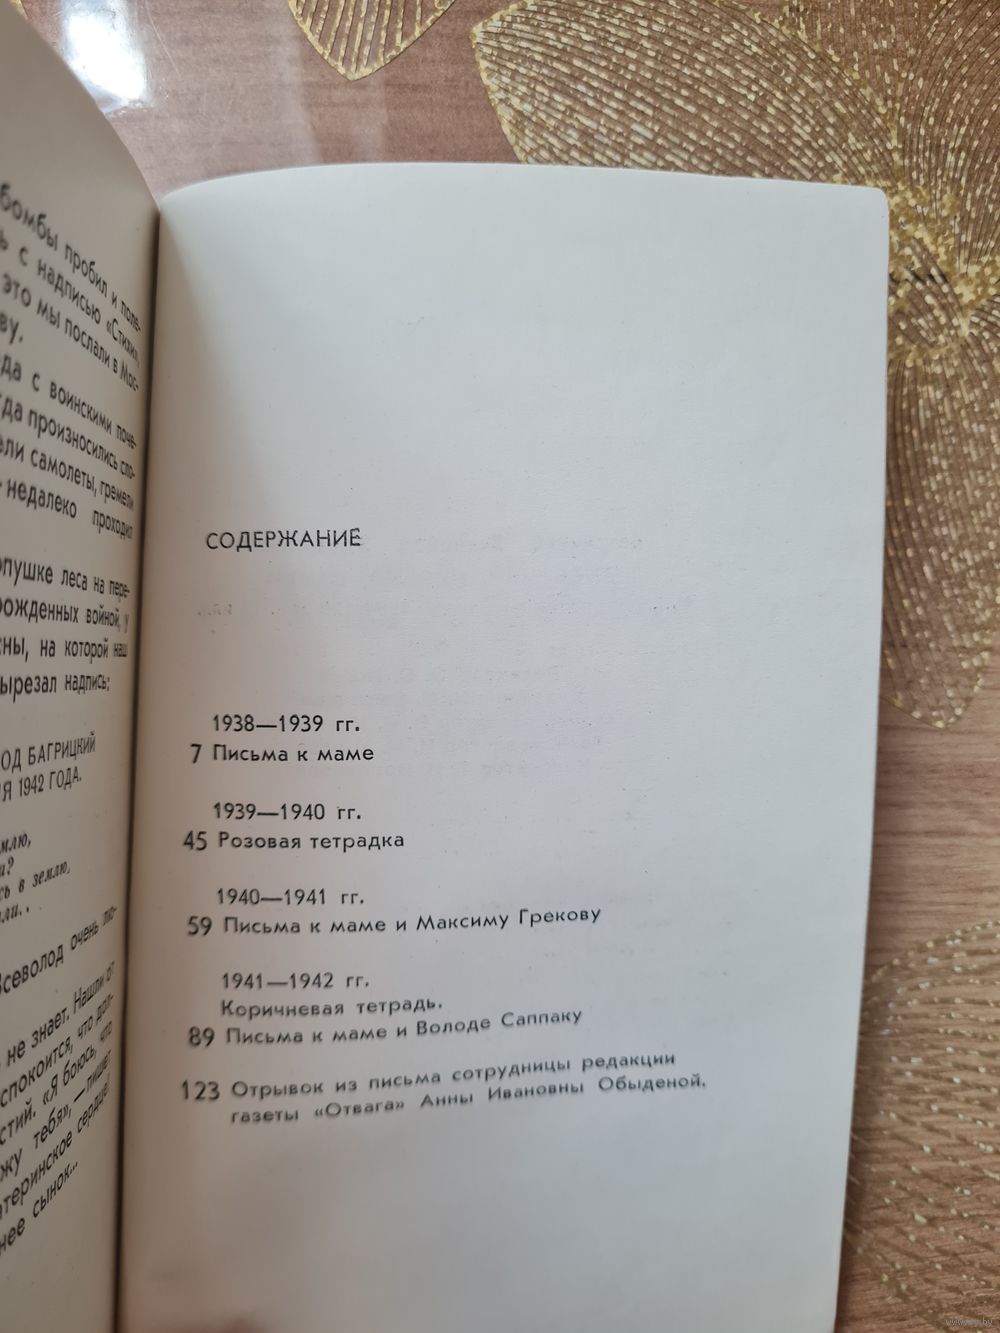 бомбы пробил и поле-
с надписью «Стихи»,
это мы послали в Мос-
ву.
да с воинскими поче-
да произносились сло-
ли самолеты, гремели
недалеко проходил
опушке леса на пере-
рожденных войной, у
ны, на которой наш
вырезал надпись:
ОД БАГРИЦКИЙ
Я 1942 ГОДА.
млю,
а?
сь в землю,
ли..
Всеволод очень лю-
не знает. Нашли от
спокоится, что дол-
стий. «Я боюсь, что
жу тебя», — пишет
атеринское сердце!
нее сынок...
СОДЕРЖАНИЕ
1938—1939 гг.
7 Письма к маме
1939—1940 гг.
45 Розовая тетрадка
1940—1941 гг.
59 Письма к маме и Максиму Грекову
1941—1942 гг.
Коричневая тетрадь.
89 Письма к маме и Володе Саппаку
123 Отрывок из письма сотрудницы редакции
газеты «Отвага» Анны Ивановны Обыденой.